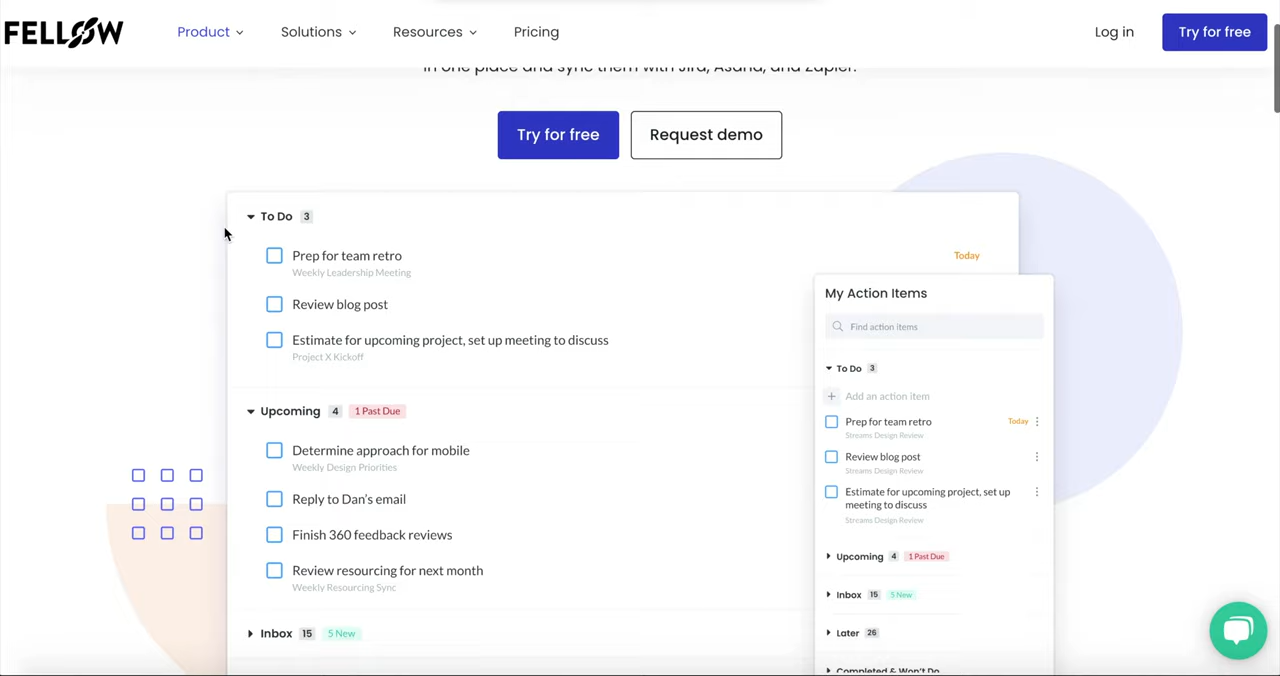 FELLOW
Product
Solutions
Resources
Pricing
Log in
Try for free
in one place and sync them with Jira, Asana, and Zapier.
Try for free
Request demo
To Do 3
Prep for team retro
Today
Weekly Leadership Meeting
Review blog post
Estimate for upcoming project, set up meeting to discuss
Project X Kickoff
Upcoming 4 1 Past Due
Determine approach for mobile
Weekly Design Priorities
Reply to Dan's email
Finish 360 feedback reviews
Review resourcing for next month
Weekly Resourcing Sync
Inbox 15 5 New
My Action Items
Find action items
To Do 3
+ Add an action item
Prep for team retro
Today
Streams Design Review
Review blog post
Streams Design Review
Estimate for upcoming project, set up
meeting to discuss
Streams Design Review
Upcoming 4 1 Past Due
Inbox 15 5 New
Later 26
Completed & Won't Do